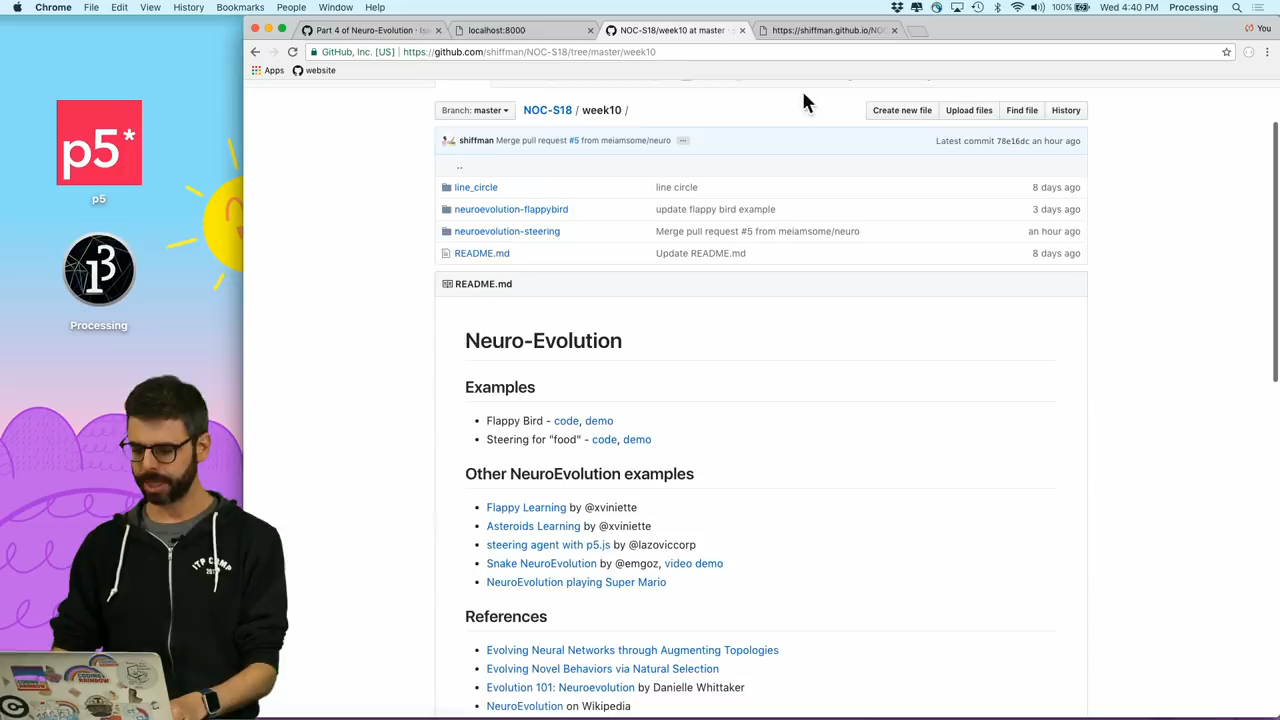 Chrome File Edit View History Bookmarks People Window Help 100% Wed 4:40 PM Processing
Part 4 of Neuro-Evolution · Is localhost:8000 NOC-S18/week10 at master · https://shiffman.github.io/NOC You
GitHub, Inc. [US] https://github.com/shiffman/NOC-S18/tree/master/week10
Apps website
Branch: master NOC-S18 / week10 / Create new file Upload files Find file History
shiffman Merge pull request #5 from meiamsome/neuro ... Latest commit 78e16dc an hour ago
..
line_circle line circle 8 days ago
neuroevolution-flappybird update flappy bird example 3 days ago
neuroevolution-steering Merge pull request #5 from meiamsome/neuro an hour ago
README.md Update README.md 8 days ago
README.md
Neuro-Evolution
Examples
• Flappy Bird - code, demo
• Steering for "food" - code, demo
Other NeuroEvolution examples
• Flappy Learning by @xviniette
• Asteroids Learning by @xviniette
• steering agent with p5.js by @lazoviccorp
• Snake NeuroEvolution by @emgoz, video demo
• NeuroEvolution playing Super Mario
References
• Evolving Neural Networks through Augmenting Topologies
• Evolving Novel Behaviors via Natural Selection
• Evolution 101: Neuroevolution by Danielle Whittaker
• NeuroEvolution on Wikipedia
p5*
p5
Processing
ITP CAMP